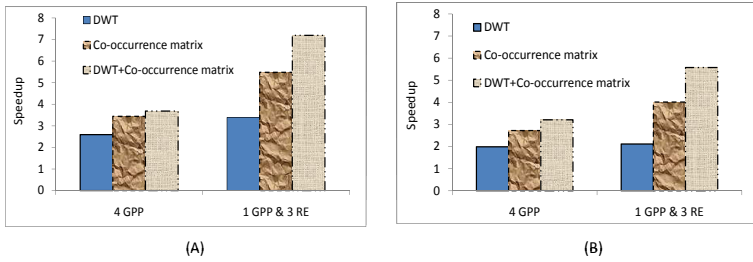 8
7
6
5
4
3
2
1
0
Speedup
DWT
Co-occurrence matrix
DWT+Co-occurrence matrix
4 GPP
1 GPP & 3 RE
(A)
8
7
6
5
4
3
2
1
0
Speedup
DWT
Co-occurrence matrix
DWT+Co-occurrence matrix
4 GPP
1 GPP & 3 RE
(B)